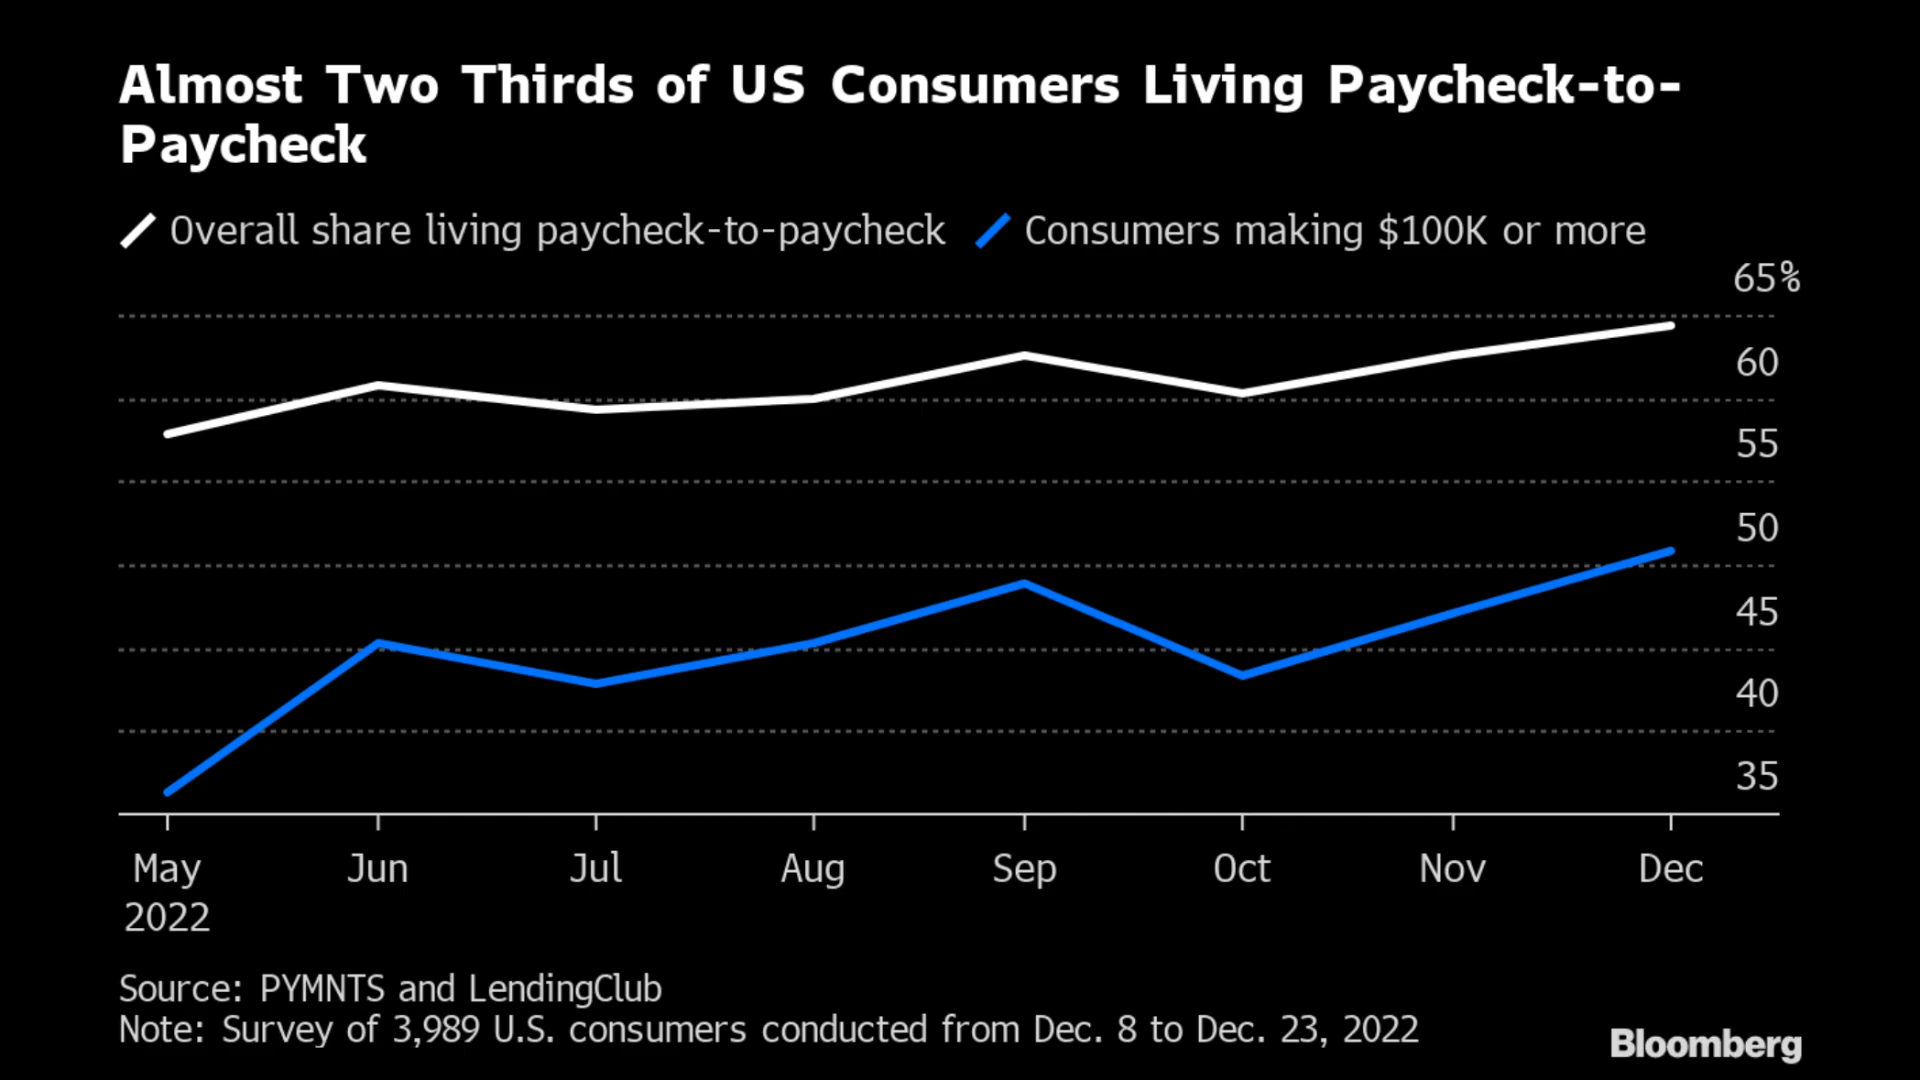 Almost Two Thirds of US Consumers Living Paycheck-to-
Paycheck
Overall share living paycheck-to-paycheck Consumers making $100K or more
65%
60
55
50
45
40
35
May Jun Jul Aug Sep Oct Nov Dec
2022
Source: PYMNTS and LendingClub
Note: Survey of 3,989 U.S. consumers conducted from Dec. 8 to Dec. 23, 2022
Bloomberg